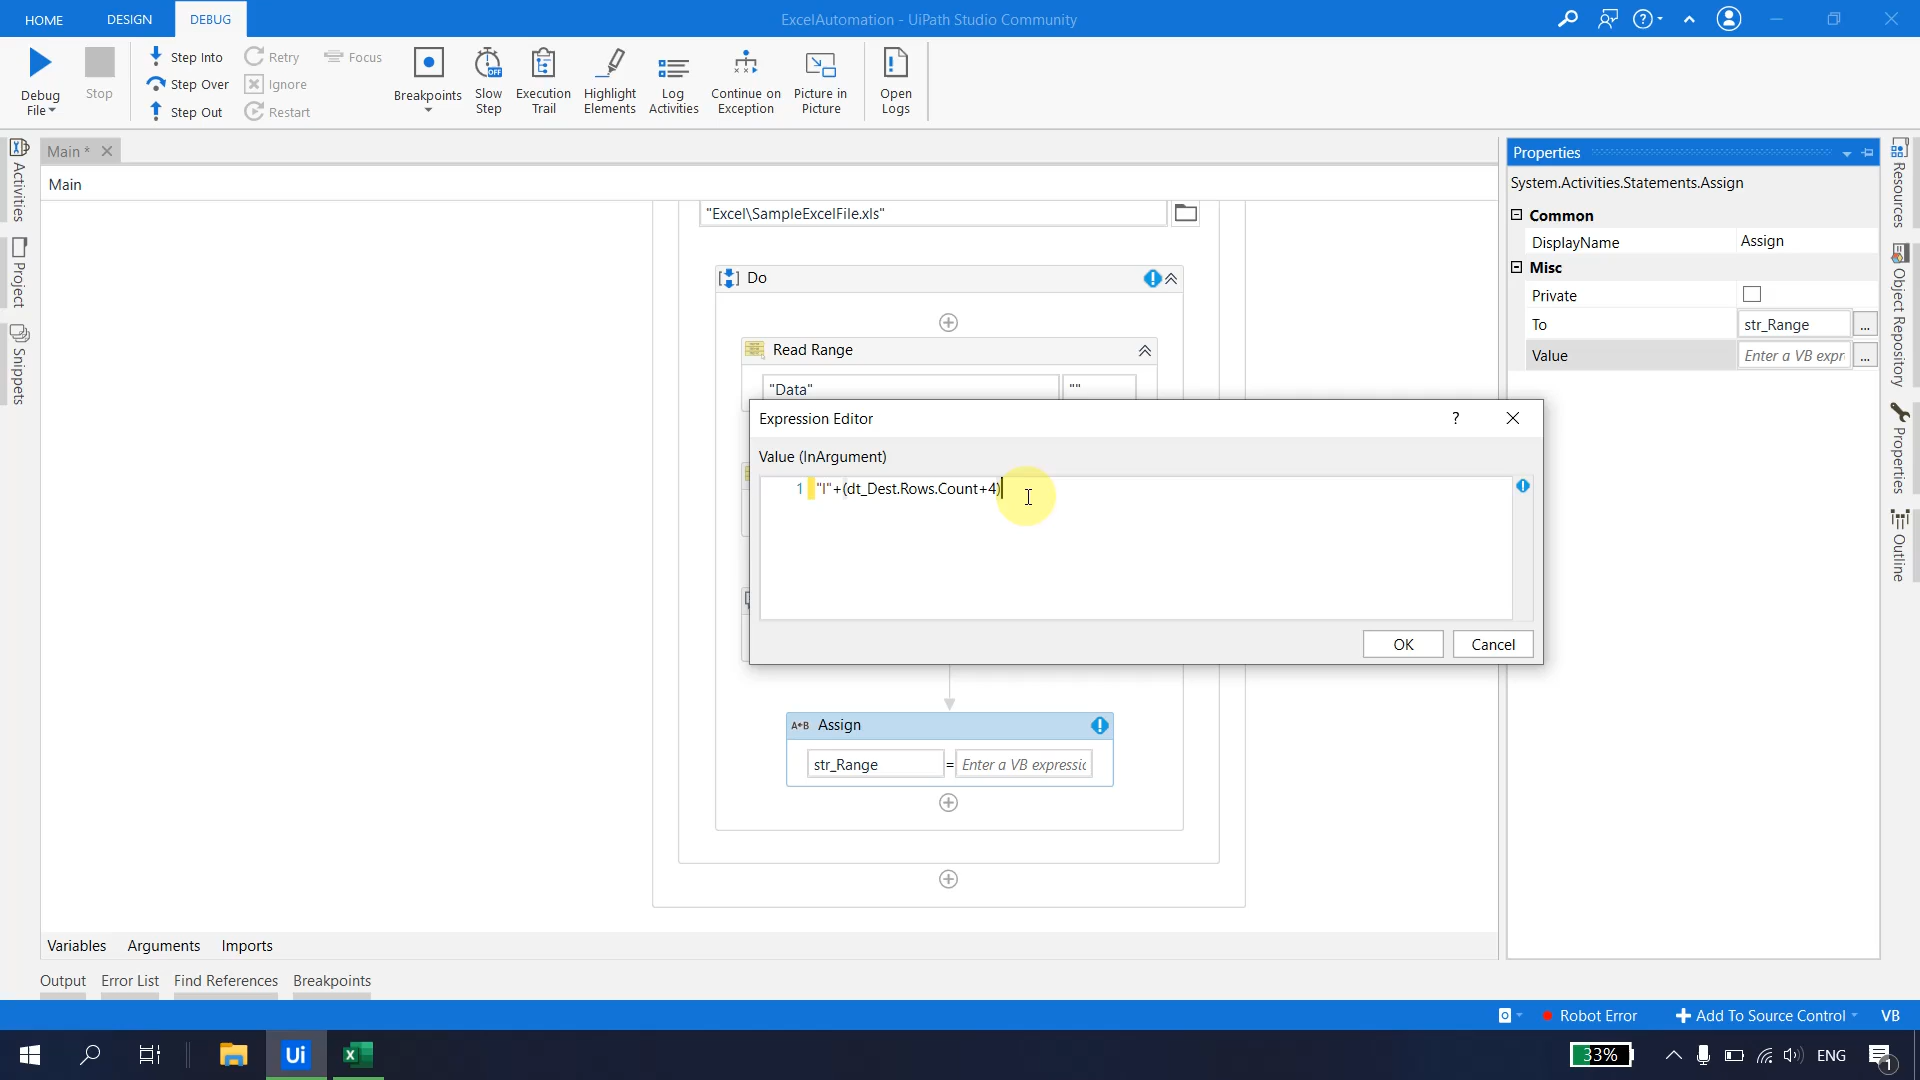 HOME
DESIGN
DEBUG
ExcelAutomation - UiPath Studio Community
Debug File
Stop
Step Into
Step Over
Step Out
Retry
Ignore
Restart
Focus
Breakpoints
OFF
Slow Step
Execution Trail
Highlight Elements
Log Activities
Continue on Exception
Picture in Picture
Open Logs
Activities
Project
Snippets
Main *
Main
"Excel\SampleExcelFile.xls"
Do
Read Range
"Data"
""
Expression Editor
?
Value (InArgument)
1
"I"+(dt_Dest.Rows.Count+4)
OK
Cancel
A+B Assign
str_Range
=
Enter a VB expressic
Properties
System.Activities.Statements.Assign
Common
DisplayName
Assign
Misc
Private
To
str_Range
...
Value
Enter a VB expr
...
Resources
Object Repository
Properties
Outline
Variables
Arguments
Imports
Output
Error List
Find References
Breakpoints
Robot Error
Add To Source Control
VB
Ui
33%
ENG
1